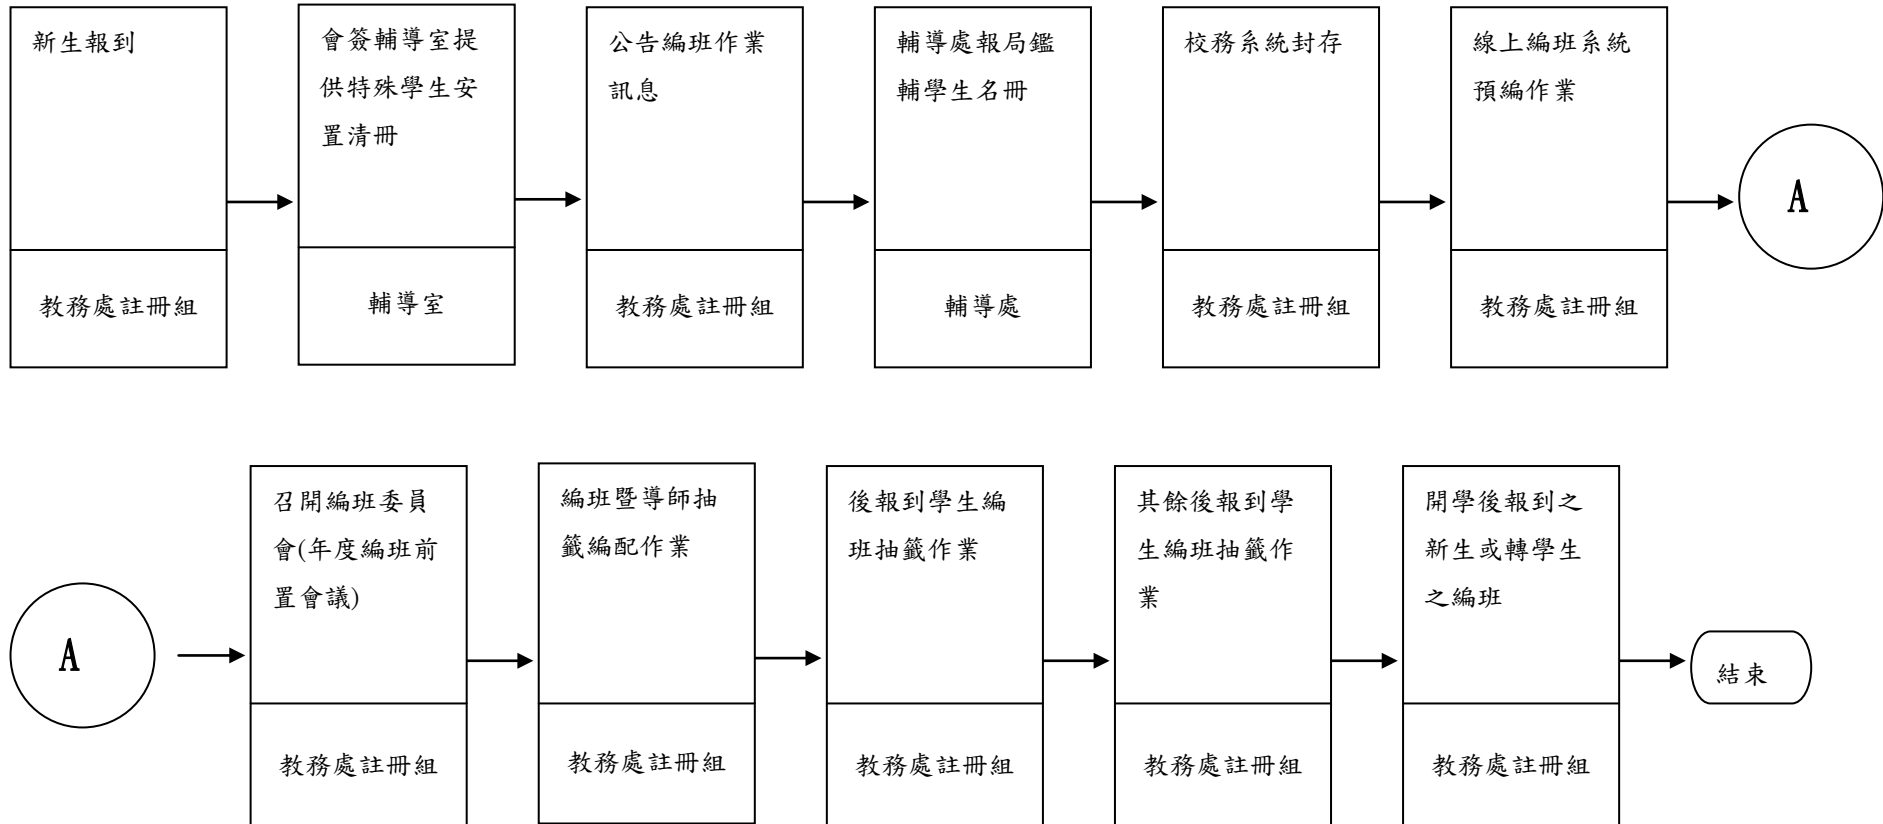 新生報到
會簽輔導室提
供特殊學生安
置清冊
公告編班作業
訊息
輔導處報局鑑
輔學生名冊
校務系統封存
線上編班系統
預編作業
A
教務處註冊組
輔導室
教務處註冊組
輔導處
教務處註冊組
教務處註冊組
A
召開編班委員
會(年度編班前
置會議)
編班暨導師抽
籤編配作業
後報到學生編
班抽籤作業
其餘後報到學
生編班抽籤作
業
開學後報到之
新生或轉學生
之編班
結束
教務處註冊組
教務處註冊組
教務處註冊組
教務處註冊組
教務處註冊組